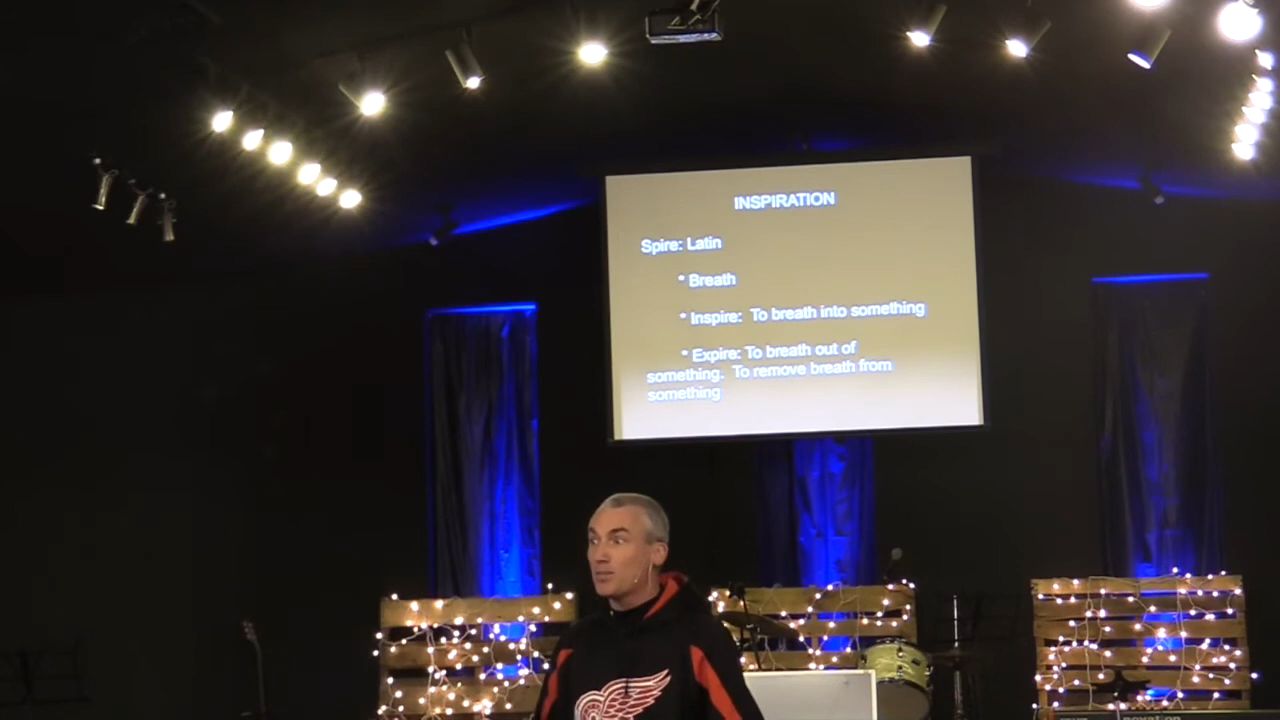 INSPIRATION
Spire: Latin
* Breath
* Inspire: To breath into something
* Expire: To breath out of
something. To remove breath from
something